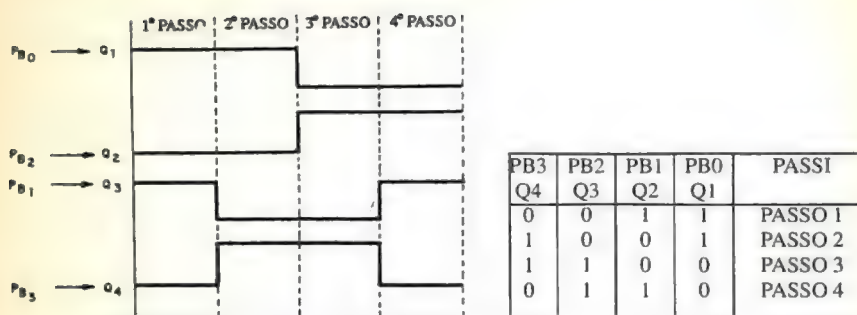 1° PASSO 2° PASSO 3° PASSO 4° PASSO
PB0 Q1
PB2 Q2
PB1 Q3
PB3 Q4
PB3 PB2 PB1 PB0 PASSI
Q4 Q3 Q2 Q1
0 0 1 1 PASSO 1
1 0 0 1 PASSO 2
1 1 0 0 PASSO 3
0 1 1 0 PASSO 4